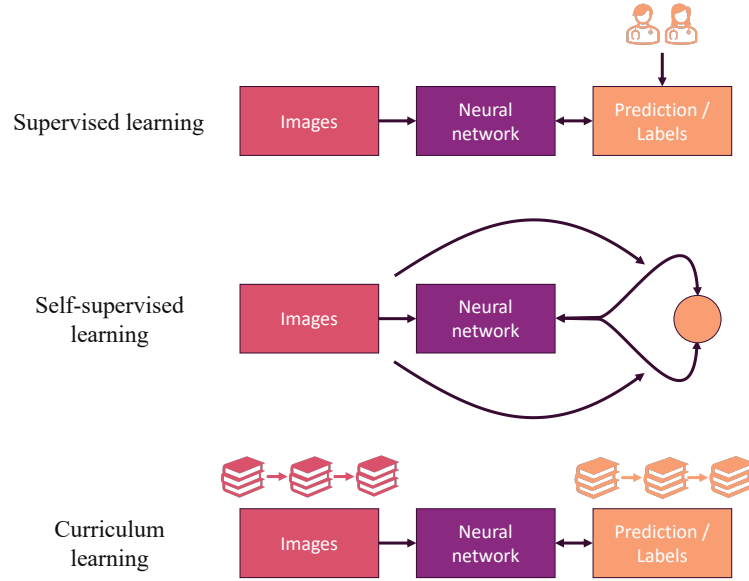 Supervised learning
Images
Neural
network
Prediction /
Labels
Self-supervised
learning
Images
Neural
network
Curriculum
learning
Images
Neural
network
Prediction /
Labels